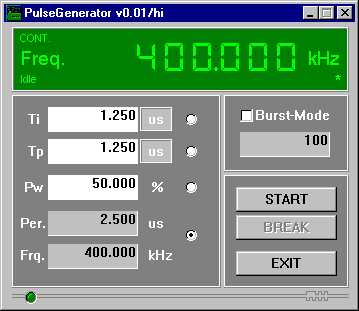 PulseGenerator v0.01/hi
CONT.
Freq. 400.000 kHz
Idle *
Ti 1.250 us
Tp 1.250 us
Pw 50.000 %
Per. 2.500 us
Frq. 400.000 kHz
Burst-Mode
100
START
BREAK
EXIT